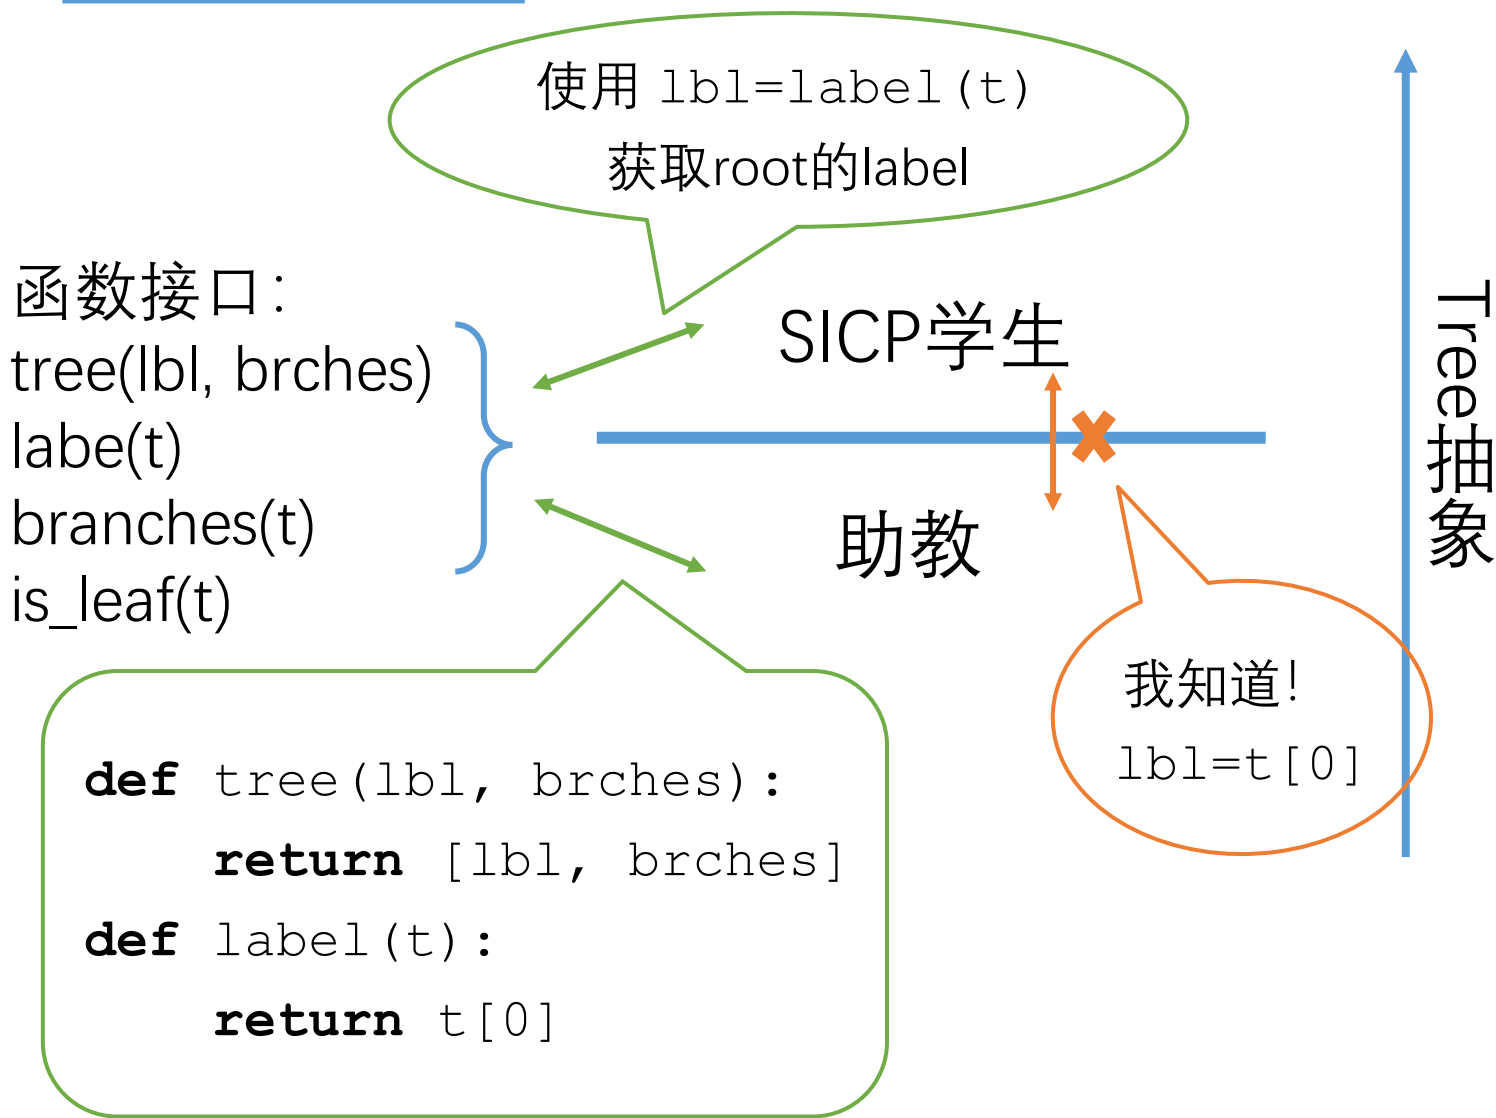 使用 lbl=label(t)
获取root的label
函数接口：
tree(lbl, brches)
labe(t)
branches(t)
is_leaf(t)
SICP学生
助教
Tree抽象
我知道！
lbl=t[0]
def tree(lbl, brches):
    return [lbl, brches]
def label(t):
    return t[0]